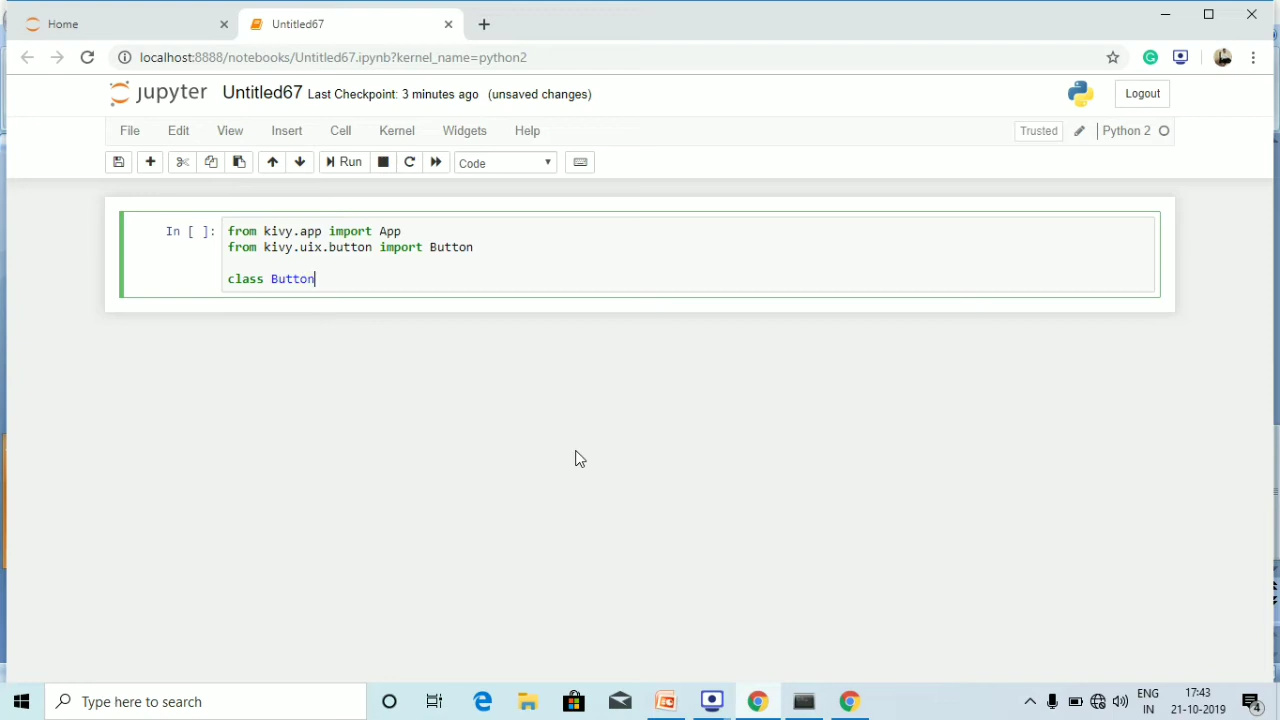 Home
Untitled67
localhost:8888/notebooks/Untitled67.ipynb?kernel_name=python2
jupyter Untitled67 Last Checkpoint: 3 minutes ago (unsaved changes)
Logout
File Edit View Insert Cell Kernel Widgets Help
Trusted
Python 2
Run
Code
In [ ]:
from kivy.app import App
from kivy.uix.button import Button
class Button
Type here to search
ENG
IN
17:43
21-10-2019
4